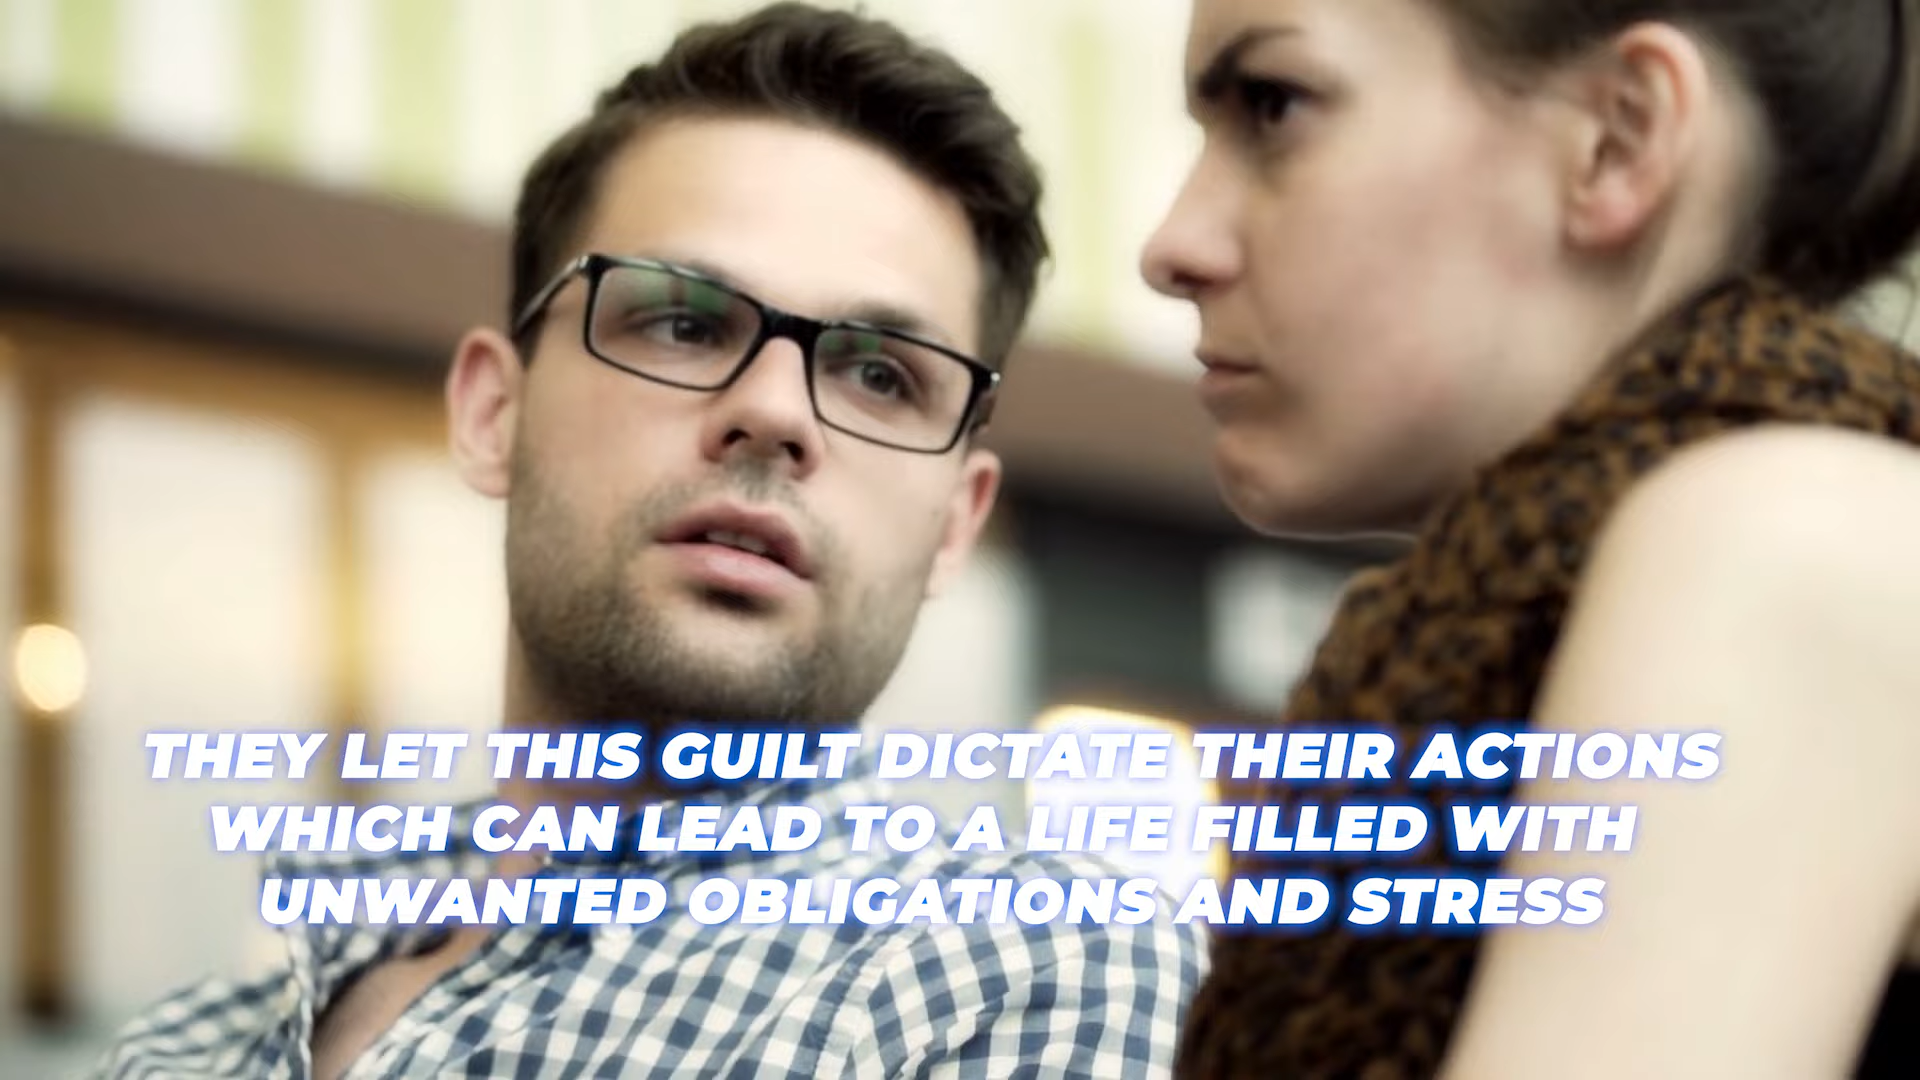 THEY LET THIS GUILT DICTATE THEIR ACTIONS
WHICH CAN LEAD TO A LIFE FILLED WITH
UNWANTED OBLIGATIONS AND STRESS